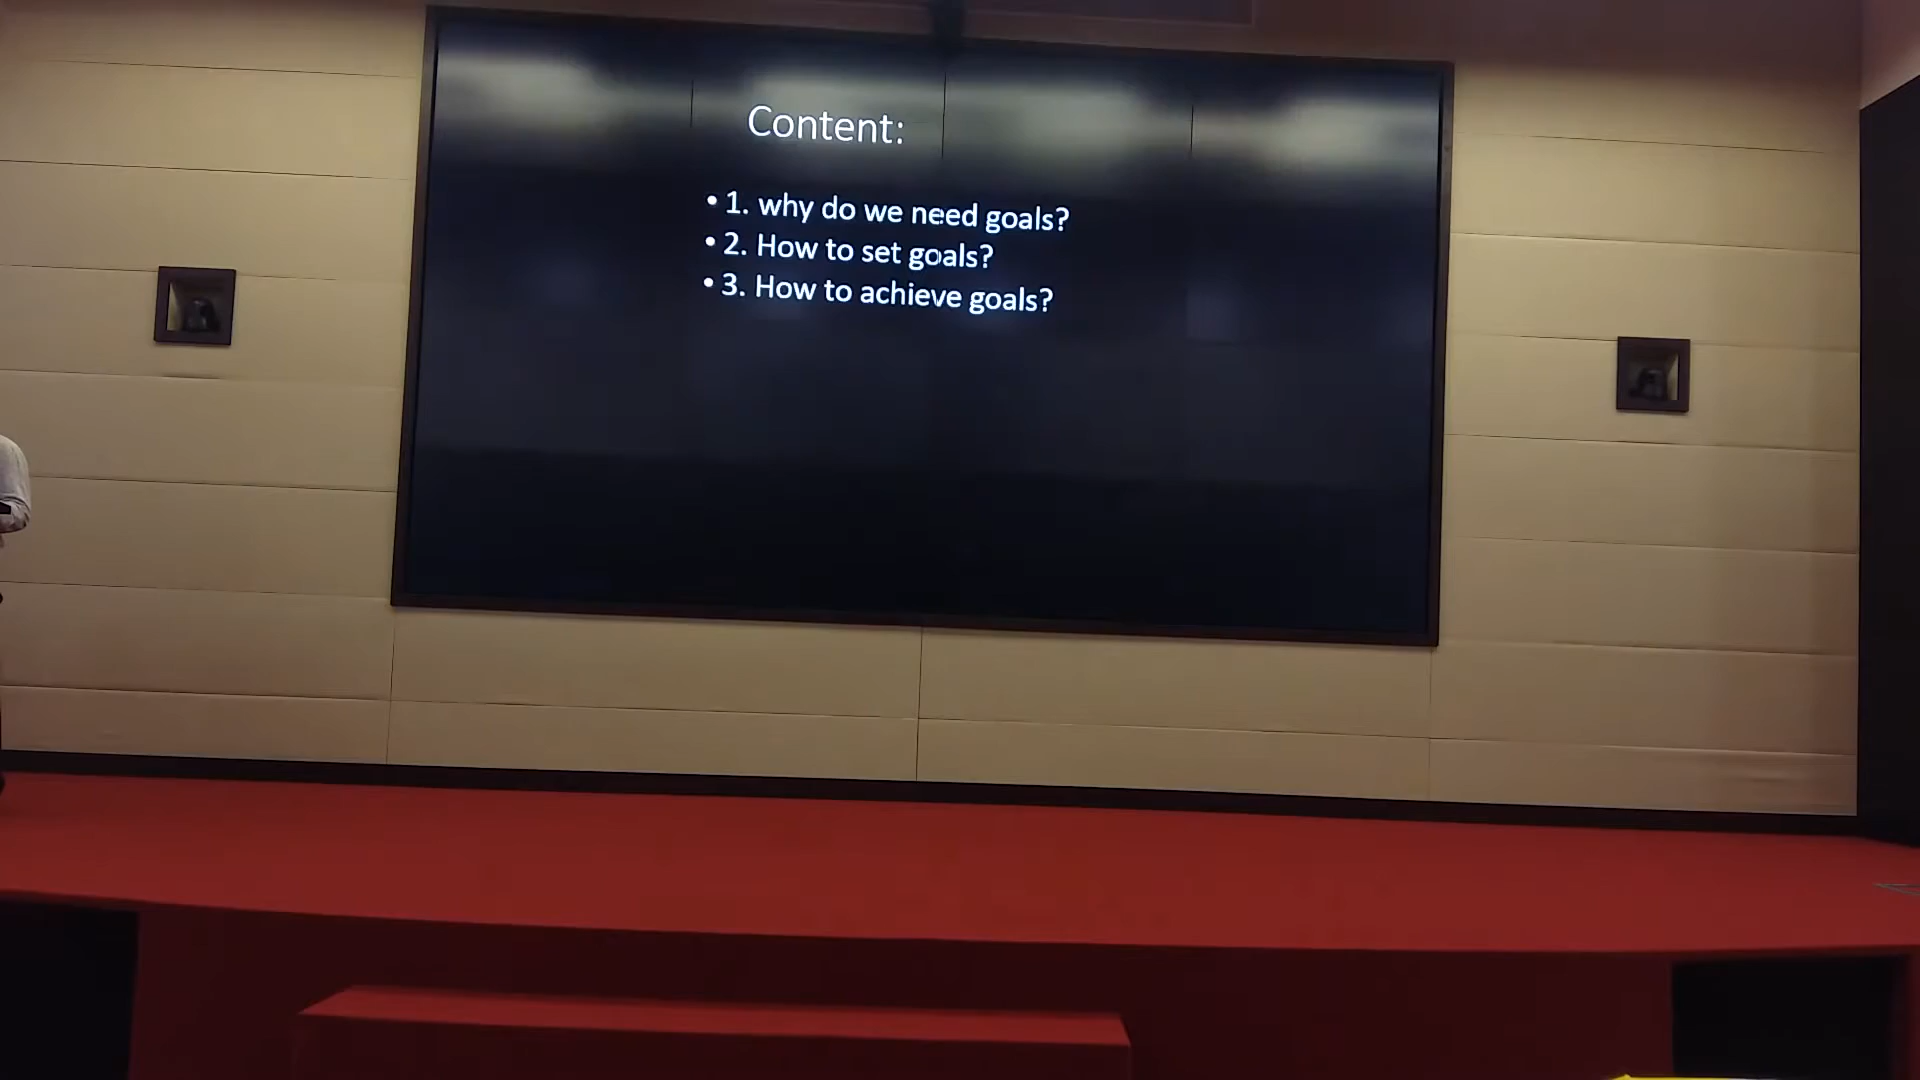 Content:
• 1. why do we need goals?
• 2. How to set goals?
• 3. How to achieve goals?